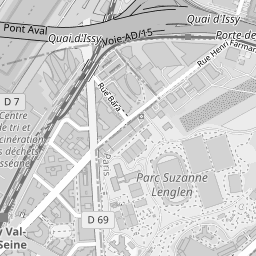 Quai d'Issy
Pont Aval
Quai d'Issy
Voie AD/15
Porte de
Rue Henri Farman
D 7
Rue Bara
Centre
de tri et
incinération
des déchets
Isséane
Paris
Parc Suzanne
Lenglen
D 69
y Val-
Seine